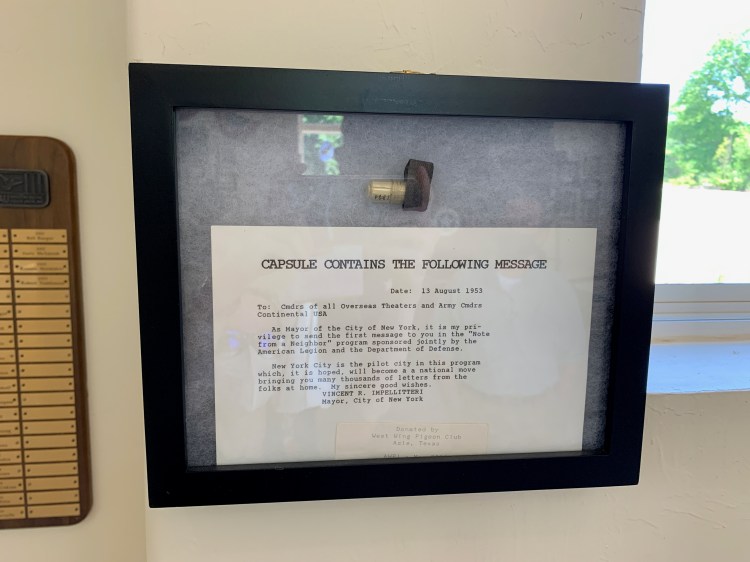 CAPSULE CONTAINS THE FOLLOWING MESSAGE
Date: 13 August 1953
To: Cmdrs of all Overseas Theaters and Army Cmdrs
Continental USA
As Mayor of the City of New York, it is my pri-
vilege to send the first message to you in the "Note
from a Neighbor" program sponsored jointly by the
American Legion and the Department of Defense.
New York City is the pilot city in this program
which, it is hoped, will become a a national move
bringing you many thousands of letters from the
folks at home. My sincere good wishes.
VINCENT R. IMPELLITTERI
Mayor, City of New York
Donated by
West Wing Pigeon Club
Azle, Texas